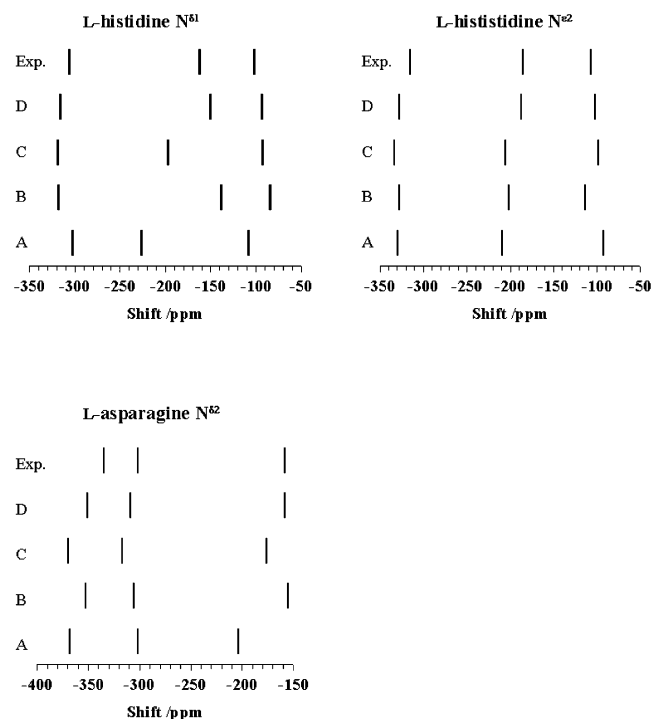 L-histidine Nδ1
Exp.
D
C
B
A
-350 -300 -250 -200 -150 -100 -50
Shift /ppm
L-hististidine Nε2
Exp.
D
C
B
A
-350 -300 -250 -200 -150 -100 -50
Shift /ppm
L-asparagine Nδ2
Exp.
D
C
B
A
-400 -350 -300 -250 -200 -150
Shift /ppm